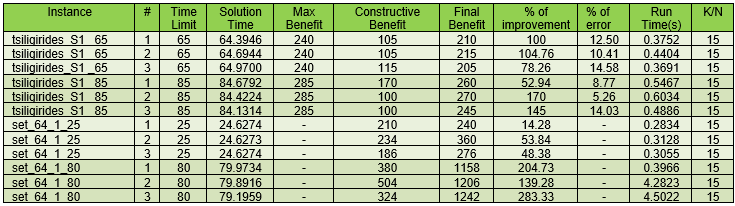 Instance # Time Limit Solution Time Max Benefit Constructive Benefit Final Benefit % of improvement % of error Run Time(s) K/N
tsiligirides_S1_65 1 65 64.3946 240 105 210 100 12.50 0.3752 15
tsiligirides_S1_65 2 65 64.6944 240 105 215 104.76 10.41 0.4404 15
tsiligirides_S1_65 3 65 64.9700 240 115 205 78.26 14.58 0.3691 15
tsiligirides_S1_85 1 85 84.6792 285 170 260 52.94 8.77 0.5467 15
tsiligirides_S1_85 2 85 84.4224 285 100 270 170 5.26 0.6034 15
tsiligirides_S1_85 3 85 84.1314 285 100 245 145 14.03 0.4886 15
set_64_1_25 1 25 24.6274 - 210 240 14.28 - 0.2834 15
set_64_1_25 2 25 24.6273 - 234 360 53.84 - 0.3128 15
set_64_1_25 3 25 24.6274 - 186 276 48.38 - 0.3055 15
set_64_1_80 1 80 79.9734 - 380 1158 204.73 - 0.3966 15
set_64_1_80 2 80 79.8916 - 504 1206 139.28 - 4.2823 15
set_64_1_80 3 80 79.1959 - 324 1242 283.33 - 4.5022 15